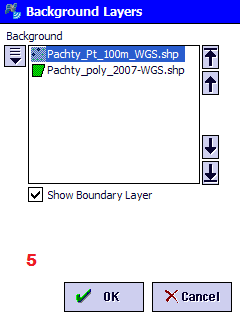 Background Layers
Background
Pachty_Pt_100m_WGS.shp
Pachty_poly_2007-WGS.shp
Show Boundary Layer
5
OK
Cancel